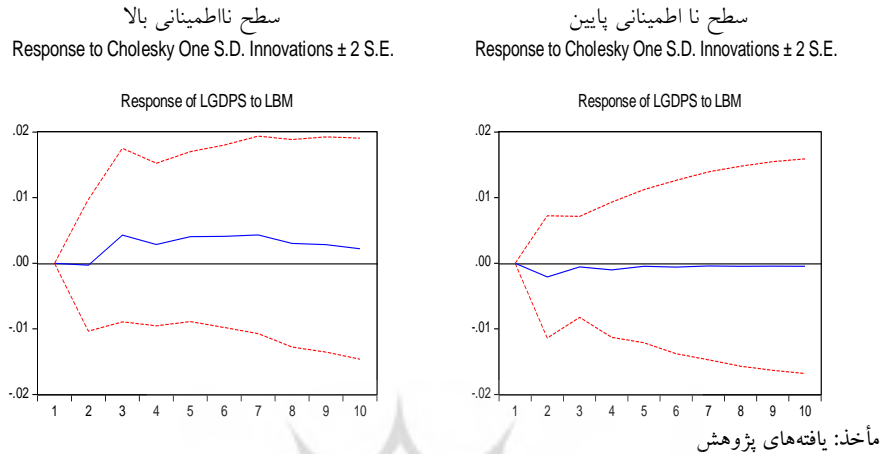 سطح نااطمینانی بالا
Response to Cholesky One S.D. Innovations ± 2 S.E.
Response of LGDPS to LBM
.02
.01
.00
-.01
-.02
1 2 3 4 5 6 7 8 9 10
سطح نا اطمینانی پایین
Response to Cholesky One S.D. Innovations ± 2 S.E.
Response of LGDPS to LBM
.02
.01
.00
-.01
-.02
1 2 3 4 5 6 7 8 9 10
مأخذ: یافته‌های پژوهش